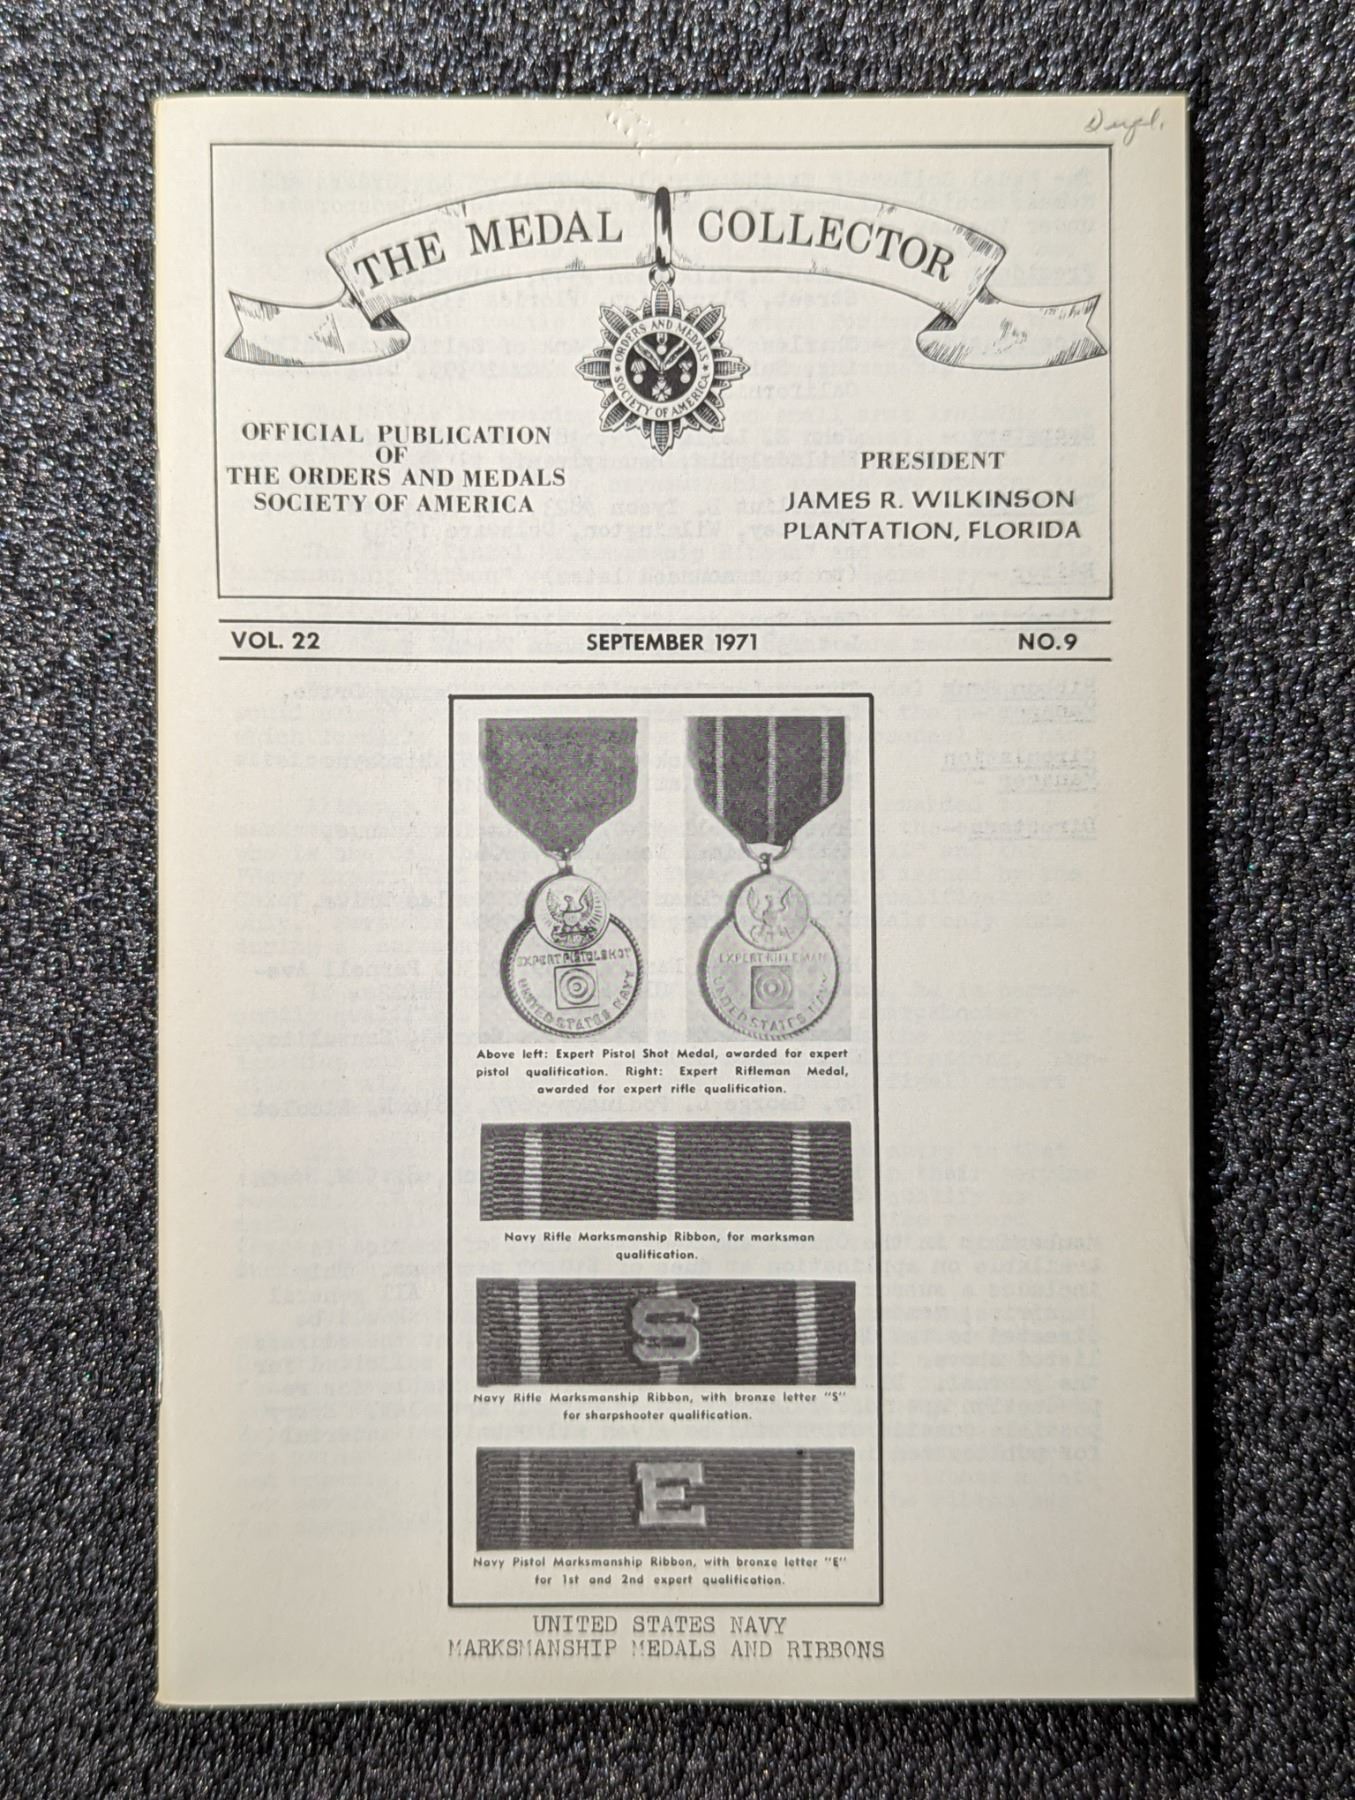 Dupl.
THE MEDAL COLLECTOR
ORDERS AND MEDALS
SOCIETY OF AMERICA
OFFICIAL PUBLICATION
OF
THE ORDERS AND MEDALS
SOCIETY OF AMERICA
PRESIDENT
JAMES R. WILKINSON
PLANTATION, FLORIDA
VOL. 22 SEPTEMBER 1971 NO.9
EXPERT PISTOL SHOT
UNITED STATES NAVY
EXPERT RIFLEMAN
UNITED STATES NAVY
Above left: Expert Pistol Shot Medal, awarded for expert
pistol qualification. Right: Expert Rifleman Medal,
awarded for expert rifle qualification.
Navy Rifle Marksmanship Ribbon, for marksman
qualification.
S
Navy Rifle Marksmanship Ribbon, with bronze letter "S"
for sharpshooter qualification.
E
Navy Pistol Marksmanship Ribbon, with bronze letter "E"
for 1st and 2nd expert qualification.
UNITED STATES NAVY
MARKSMANSHIP MEDALS AND RIBBONS